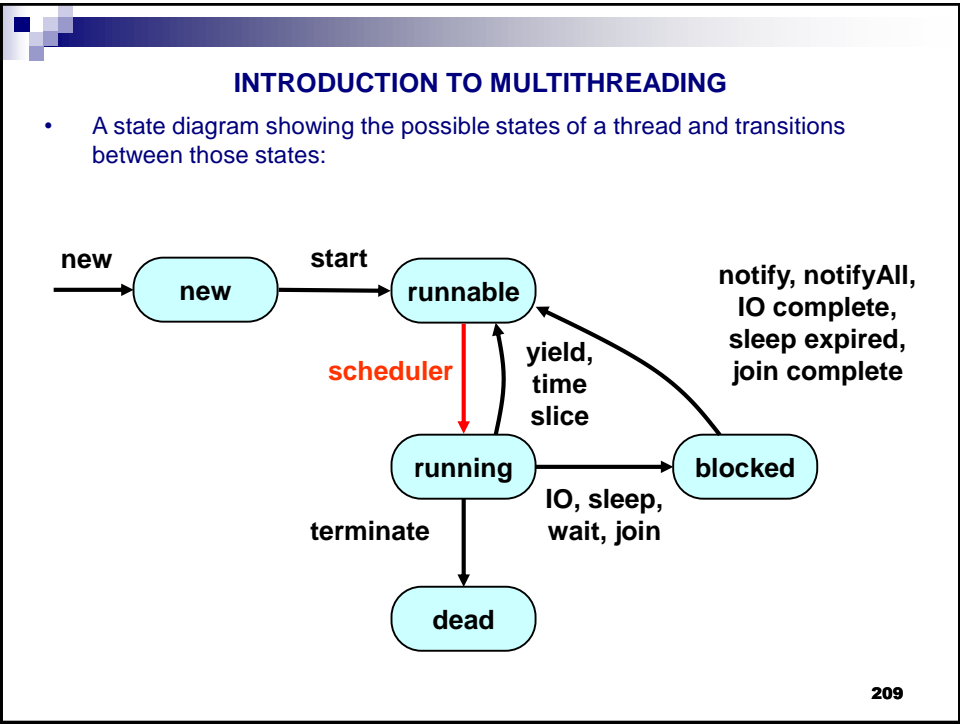 INTRODUCTION TO MULTITHREADING
• A state diagram showing the possible states of a thread and transitions
between those states:
new
start
new
runnable
notify, notifyAll,
IO complete,
sleep expired,
join complete
scheduler
yield,
time
slice
running
blocked
IO, sleep,
wait, join
terminate
dead
209